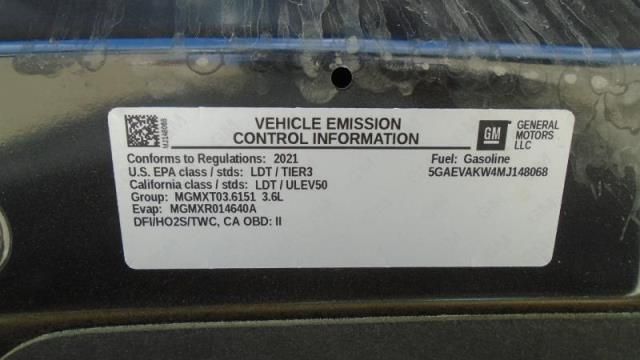 VEHICLE EMISSION
CONTROL INFORMATION
MJ148068
GM
GENERAL
MOTORS
LLC
Conforms to Regulations: 2021
U.S. EPA class / stds: LDT / TIER3
California class / stds: LDT / ULEV50
Group: MGMXT03.6151 3.6L
Evap: MGMXR014640A
DFI/HO2S/TWC, CA OBD: II
Fuel: Gasoline
5GAEVAKW4MJ148068